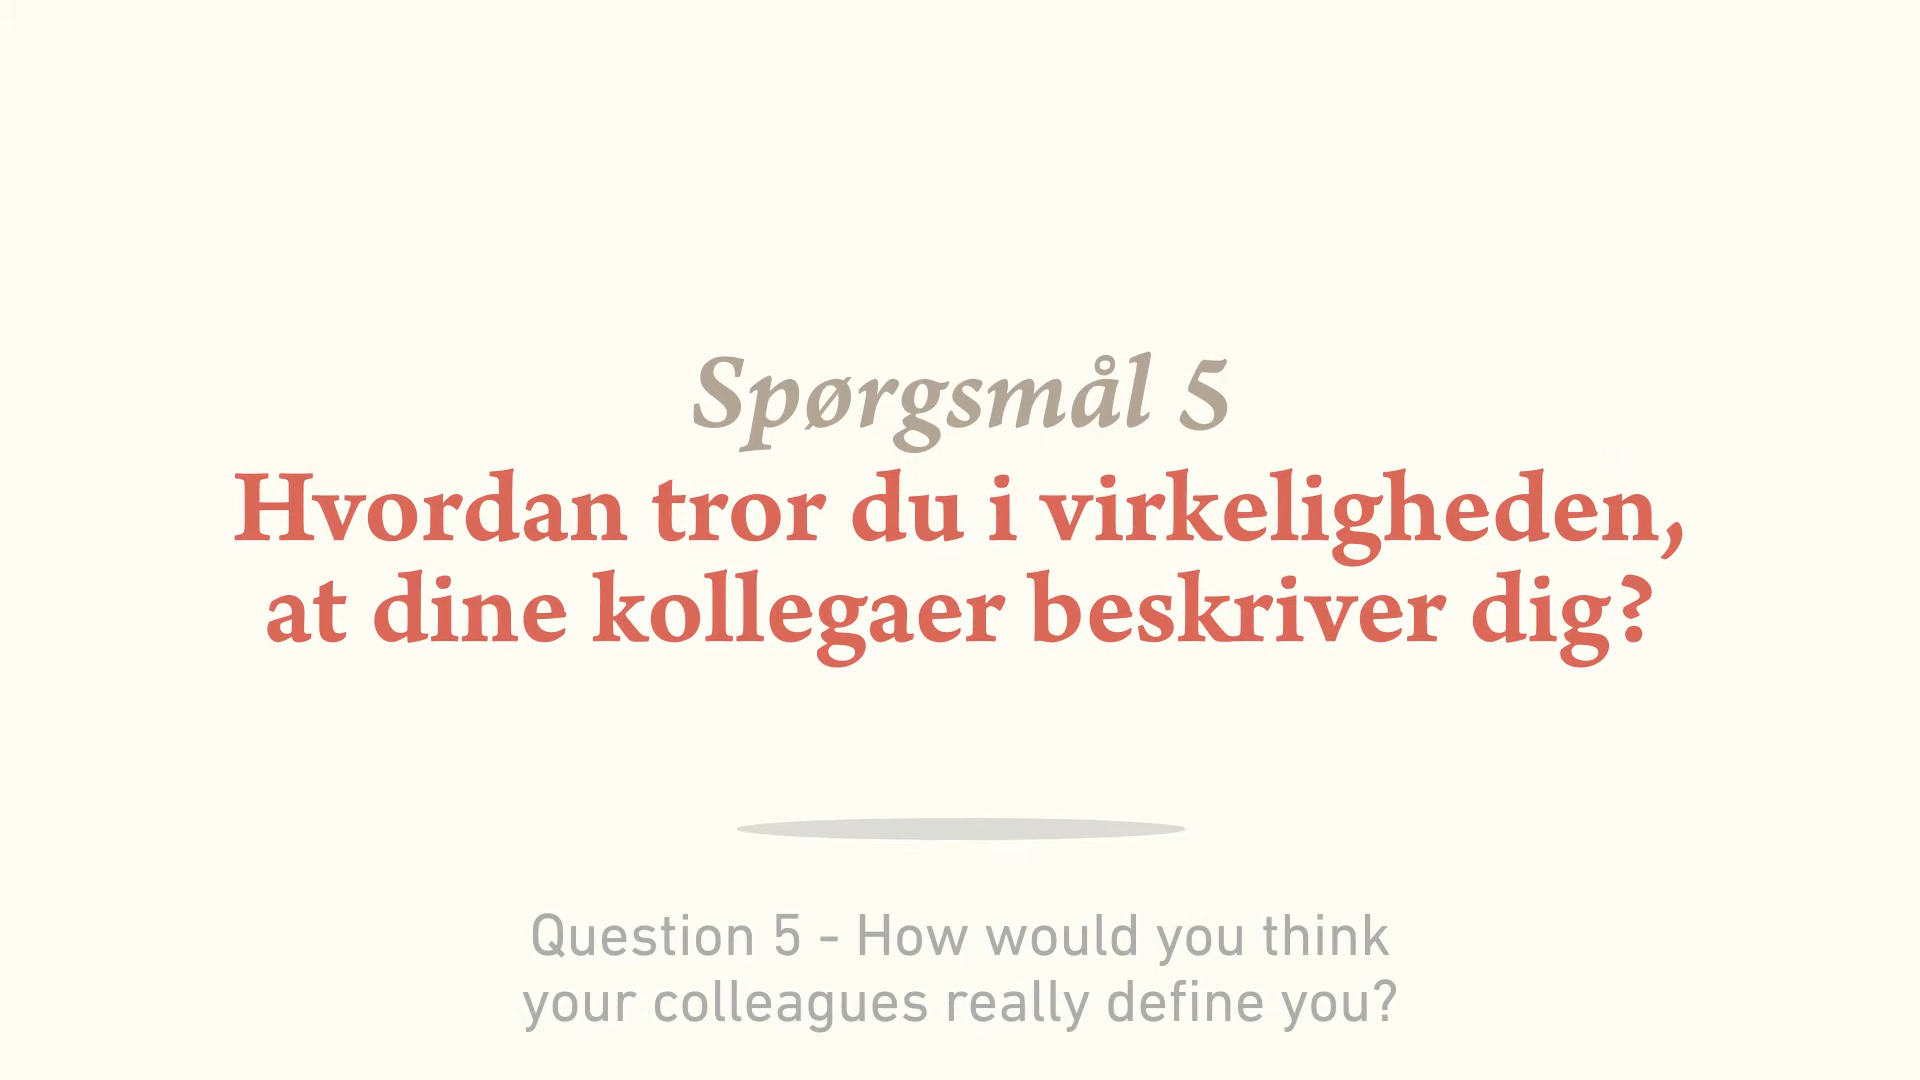 Spørgsmål 5
Hvordan tror du i virkeligheden,
at dine kollegaer beskriver dig?
Question 5 - How would you think
your colleagues really define you?